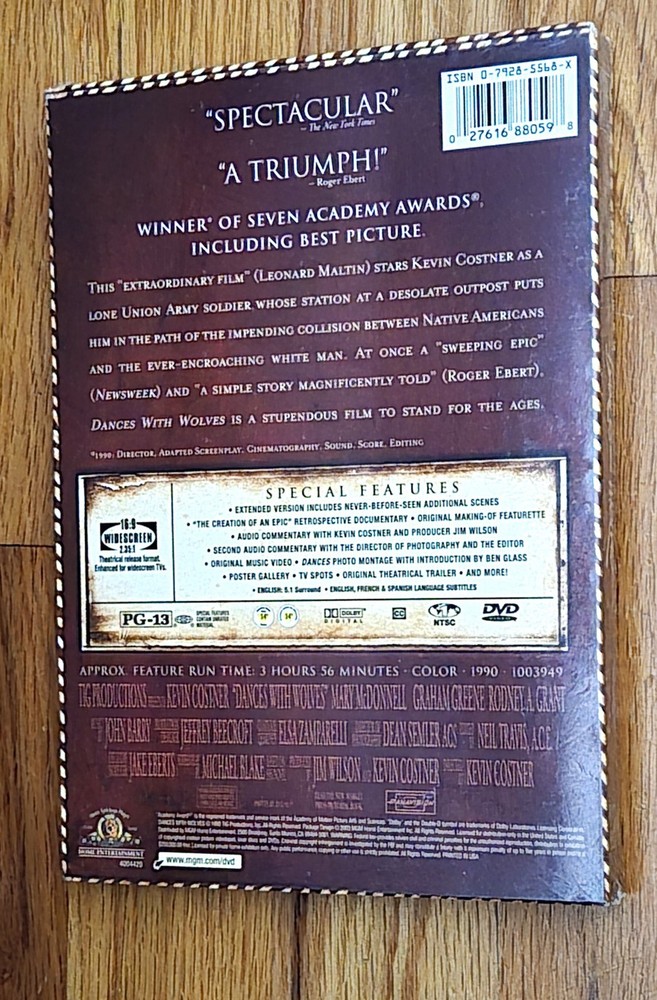 ISBN 0-7928-5568-X
0 27616 88059 8
"SPECTACULAR"
– The New York Times
"A TRIUMPH!"
– Roger Ebert
WINNER* OF SEVEN ACADEMY AWARDS®,
INCLUDING BEST PICTURE.
THIS "EXTRAORDINARY FILM" (LEONARD MALTIN) STARS KEVIN COSTNER AS A
LONE UNION ARMY SOLDIER WHOSE STATION AT A DESOLATE OUTPOST PUTS
HIM IN THE PATH OF THE IMPENDING COLLISION BETWEEN NATIVE AMERICANS
AND THE EVER-ENCROACHING WHITE MAN. AT ONCE A "SWEEPING EPIC"
(NEWSWEEK) AND "A SIMPLE STORY MAGNIFICENTLY TOLD" (ROGER EBERT),
DANCES WITH WOLVES IS A STUPENDOUS FILM TO STAND FOR THE AGES.
*1990: DIRECTOR, ADAPTED SCREENPLAY, CINEMATOGRAPHY, SOUND, SCORE, EDITING
SPECIAL FEATURES
• EXTENDED VERSION INCLUDES NEVER-BEFORE-SEEN ADDITIONAL SCENES
• "THE CREATION OF AN EPIC" RETROSPECTIVE DOCUMENTARY • ORIGINAL MAKING-OF FEATURETTE
• AUDIO COMMENTARY WITH KEVIN COSTNER AND PRODUCER JIM WILSON
• SECOND AUDIO COMMENTARY WITH THE DIRECTOR OF PHOTOGRAPHY AND THE EDITOR
• ORIGINAL MUSIC VIDEO • DANCES PHOTO MONTAGE WITH INTRODUCTION BY BEN GLASS
• POSTER GALLERY • TV SPOTS • ORIGINAL THEATRICAL TRAILER • AND MORE!
• ENGLISH: 5.1 Surround • ENGLISH, FRENCH & SPANISH LANGUAGE SUBTITLES
16:9
WIDESCREEN
2.35:1
Theatrical release format.
Enhanced for widescreen TVs.
PG-13
SPECIAL FEATURES
CONTAIN UNRATED
MATERIAL
14+ 14+
DOLBY
DIGITAL
CC
NTSC
DVD
VIDEO
APPROX. FEATURE RUN TIME: 3 HOURS 56 MINUTES · COLOR · 1990 · 1003949
TIG PRODUCTIONS KEVIN COSTNER "DANCES WITH WOLVES" MARY McDONNELL GRAHAM GREENE RODNEY A. GRANT
JOHN BARRY JEFFREY BEECROFT ELSA ZAMPARELLI DEAN SEMLER ACS NEIL TRAVIS, A.C.E.
JAKE EBERTS MICHAEL BLAKE JIM WILSON AND KEVIN COSTNER KEVIN COSTNER
HOME ENTERTAINMENT
4004420
www.mgm.com/dvd